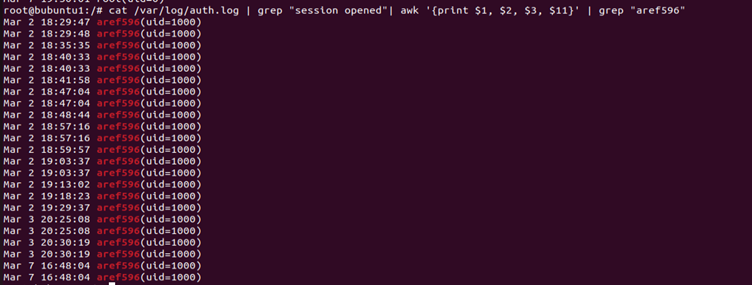 root@bubuntu1:/# cat /var/log/auth.log | grep "session opened"| awk '{print $1, $2, $3, $11}' | grep "aref596"
Mar 2 18:29:47 aref596(uid=1000)
Mar 2 18:29:48 aref596(uid=1000)
Mar 2 18:35:35 aref596(uid=1000)
Mar 2 18:40:33 aref596(uid=1000)
Mar 2 18:40:33 aref596(uid=1000)
Mar 2 18:41:58 aref596(uid=1000)
Mar 2 18:47:04 aref596(uid=1000)
Mar 2 18:47:04 aref596(uid=1000)
Mar 2 18:48:44 aref596(uid=1000)
Mar 2 18:57:16 aref596(uid=1000)
Mar 2 18:57:16 aref596(uid=1000)
Mar 2 18:59:57 aref596(uid=1000)
Mar 2 19:03:37 aref596(uid=1000)
Mar 2 19:03:37 aref596(uid=1000)
Mar 2 19:13:02 aref596(uid=1000)
Mar 2 19:18:23 aref596(uid=1000)
Mar 2 19:29:37 aref596(uid=1000)
Mar 3 20:25:08 aref596(uid=1000)
Mar 3 20:25:08 aref596(uid=1000)
Mar 3 20:30:19 aref596(uid=1000)
Mar 3 20:30:19 aref596(uid=1000)
Mar 7 16:48:04 aref596(uid=1000)
Mar 7 16:48:04 aref596(uid=1000)